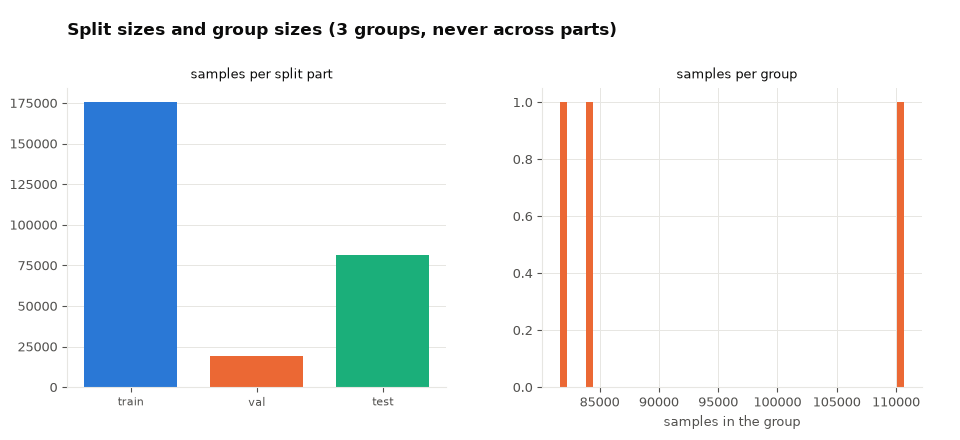 Split sizes and group sizes (3 groups, never across parts)
samples per split part
175000
150000
125000
100000
75000
50000
25000
0
train val test
samples per group
1.0
0.8
0.6
0.4
0.2
0.0
85000 90000 95000 100000 105000 110000
samples in the group